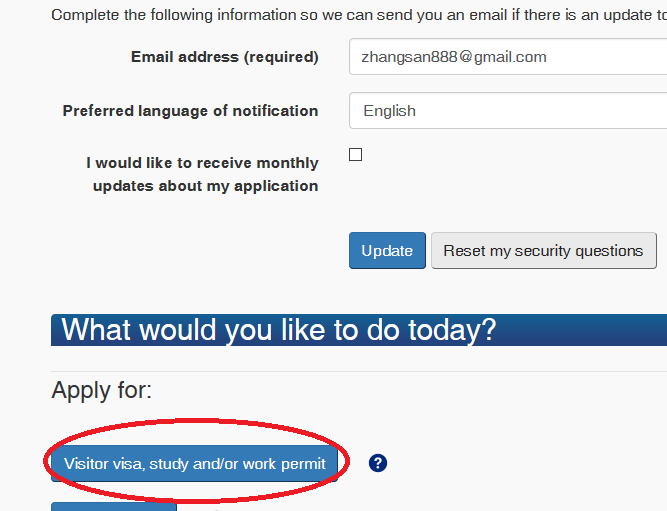 Complete the following information so we can send you an email if there is an update to
Email address (required)
zhangsan888@gmail.com
Preferred language of notification
English
I would like to receive monthly
updates about my application
Update
Reset my security questions
What would you like to do today?
Apply for:
Visitor visa, study and/or work permit
?